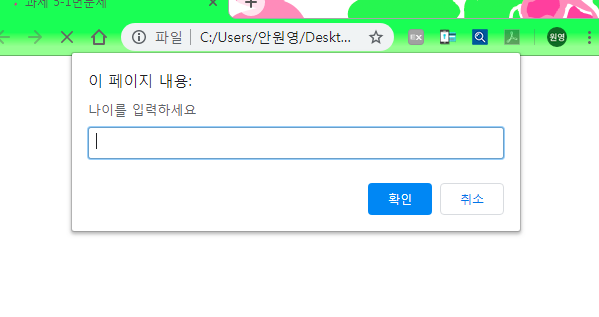 과제 5-1번문제
파일 C:/Users/안원영/Deskt...
원영
이 페이지 내용:
나이를 입력하세요
확인 취소